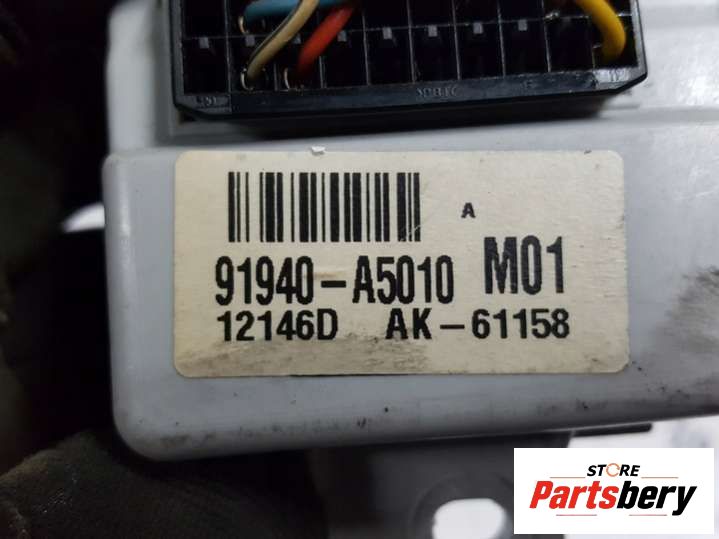 A
91940-A5010 M01
12146D AK-61158
STORE
Partsbery